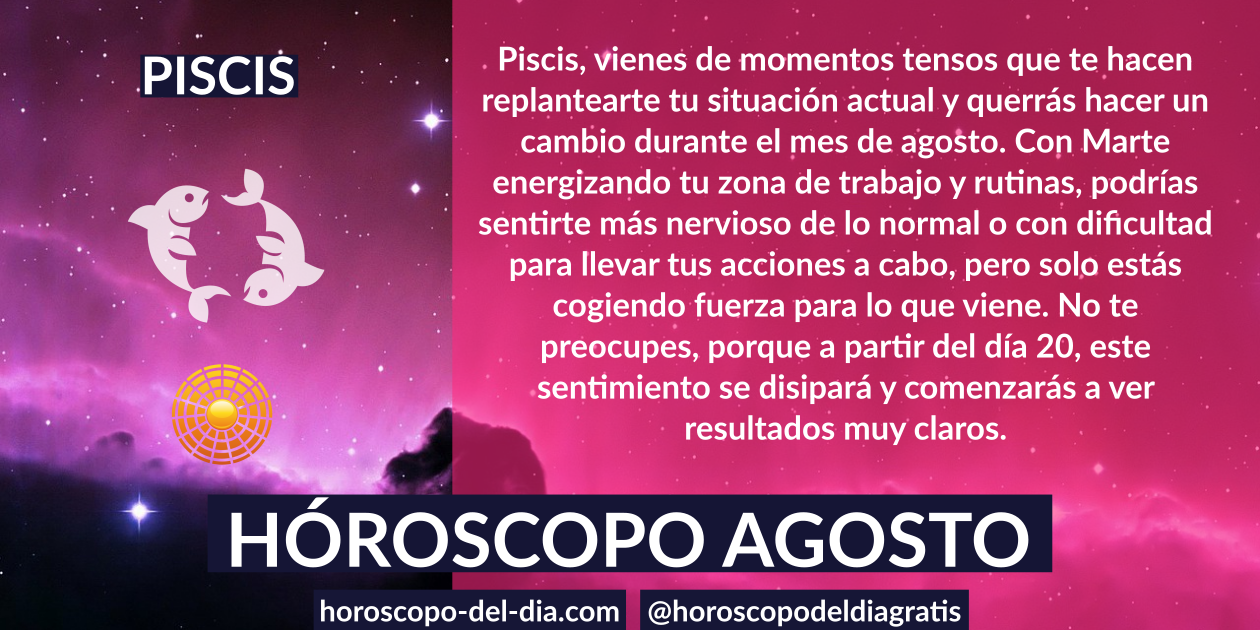 PISCIS
Piscis, vienes de momentos tensos que te hacen
replantearte tu situación actual y querrás hacer un
cambio durante el mes de agosto. Con Marte
energizando tu zona de trabajo y rutinas, podrías
sentirte más nervioso de lo normal o con dificultad
para llevar tus acciones a cabo, pero solo estás
cogiendo fuerza para lo que viene. No te
preocupes, porque a partir del día 20, este
sentimiento se disipará y comenzarás a ver
resultados muy claros.
HÓROSCOPO AGOSTO
horoscopo-del-dia.com @horoscopodeldiagratis